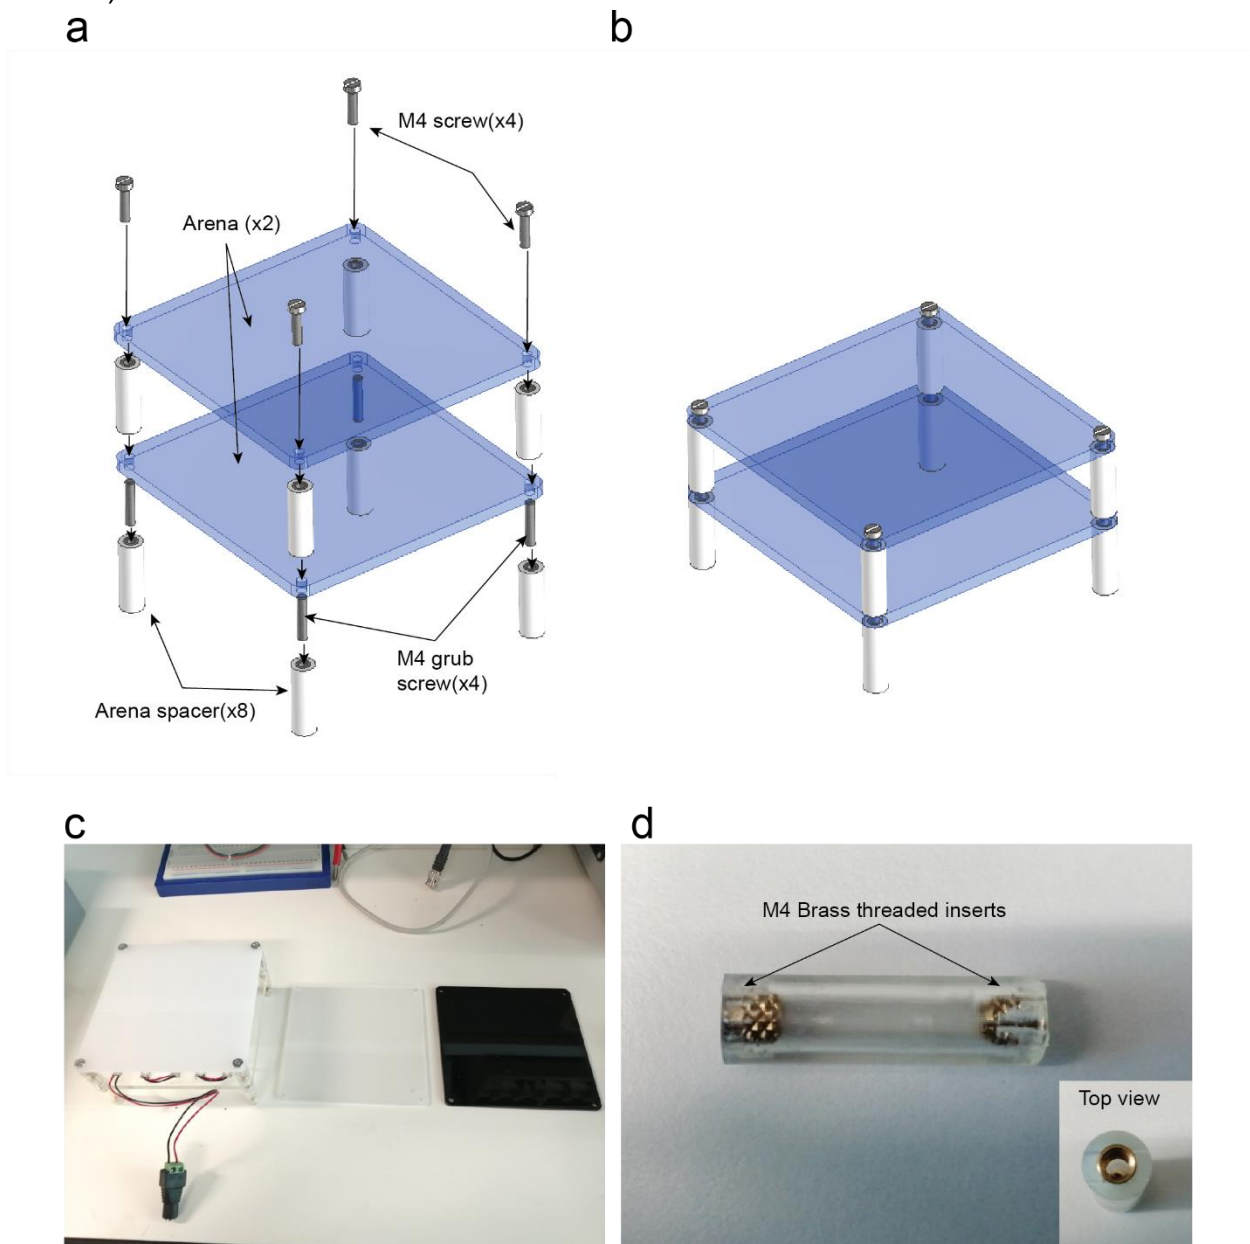 a
b
M4 screw(x4)
Arena (x2)
M4 grub
screw(x4)
Arena spacer(x8)
c
d
M4 Brass threaded inserts
Top view